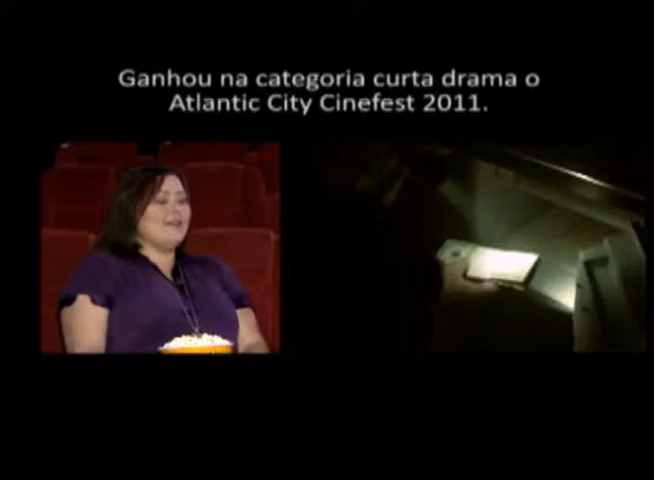 Ganhou na categoria curta drama o
Atlantic City Cinefest 2011.